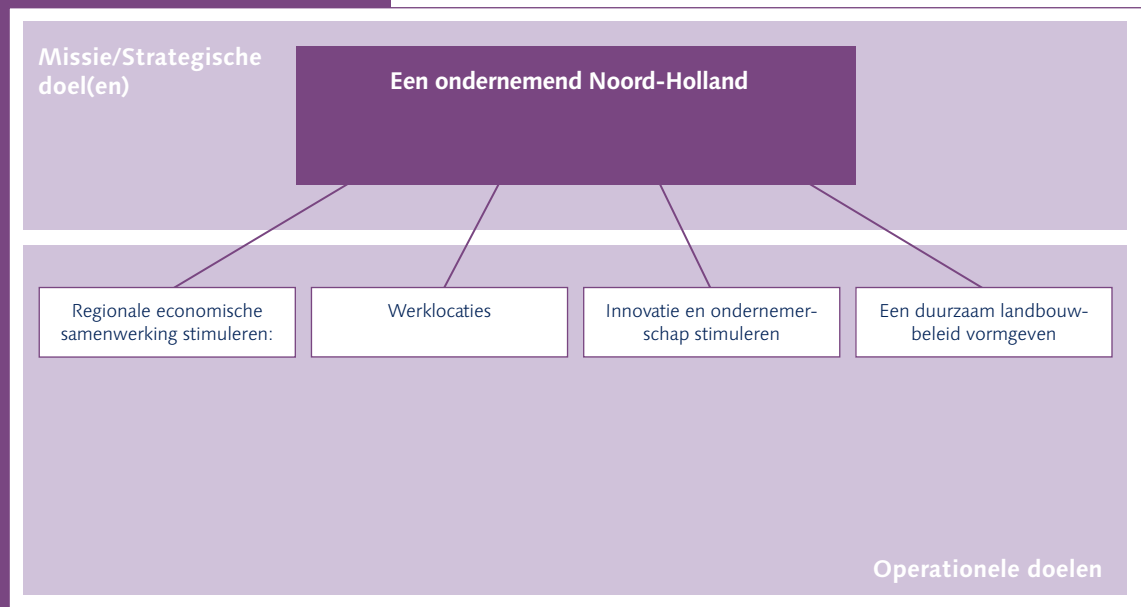 Missie/Strategische
doel(en)
Een ondernemend Noord-Holland
Regionale economische
samenwerking stimuleren:
Werklocaties
Innovatie en ondernemer-
schap stimuleren
Een duurzaam landbouw-
beleid vormgeven
Operationele doelen